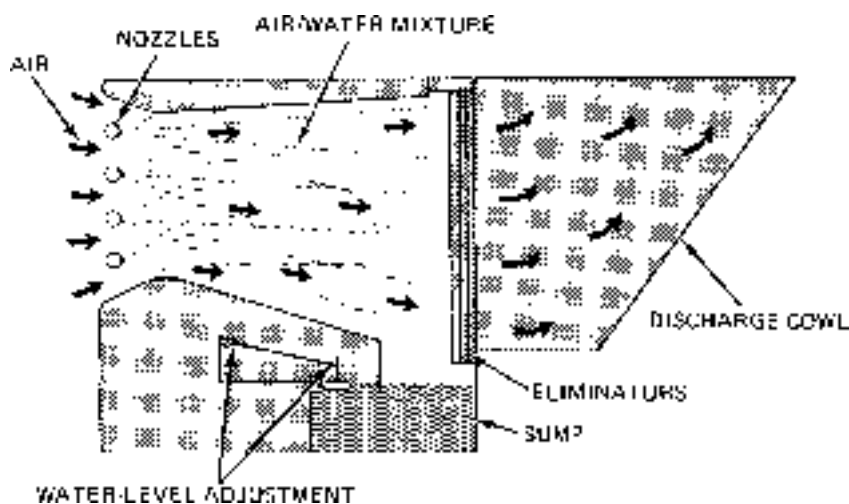 NOZZLES
AIR/WATER MIXTURE
AIR
DISCHARGE COWL
ELIMINATORS
SUMP
WATER-LEVEL ADJUSTMENT